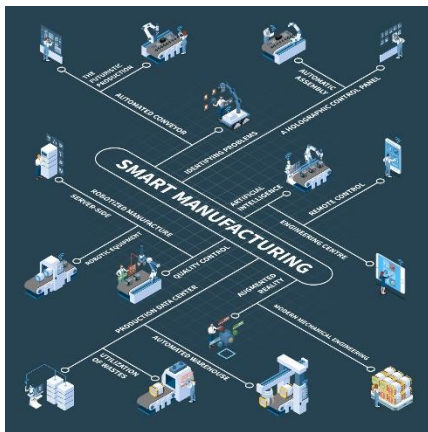 THE FUTURISTIC
PRODUCTION
AUTOMATED CONVEYOR
IDENTIFYING PROBLEMS
AUTOMATIC
ASSEMBLY
A HOLOGRAPHIC CONTROL PANEL
SMART MANUFACTURING
ARTIFICIAL
INTELLIGENCE
REMOTE CONTROL
ENGINEERING CENTRE
ROBOTIZED MANUFACTURE
SERVER-SIDE
ROBOTIC EQUIPMENT
QUALITY CONTROL
PRODUCTION DATA CENTER
AUGMENTED
REALITY
MODERN MECHANICAL ENGINEERING
UTILIZATION
OF WASTES
AUTOMATED WAREHOUSE